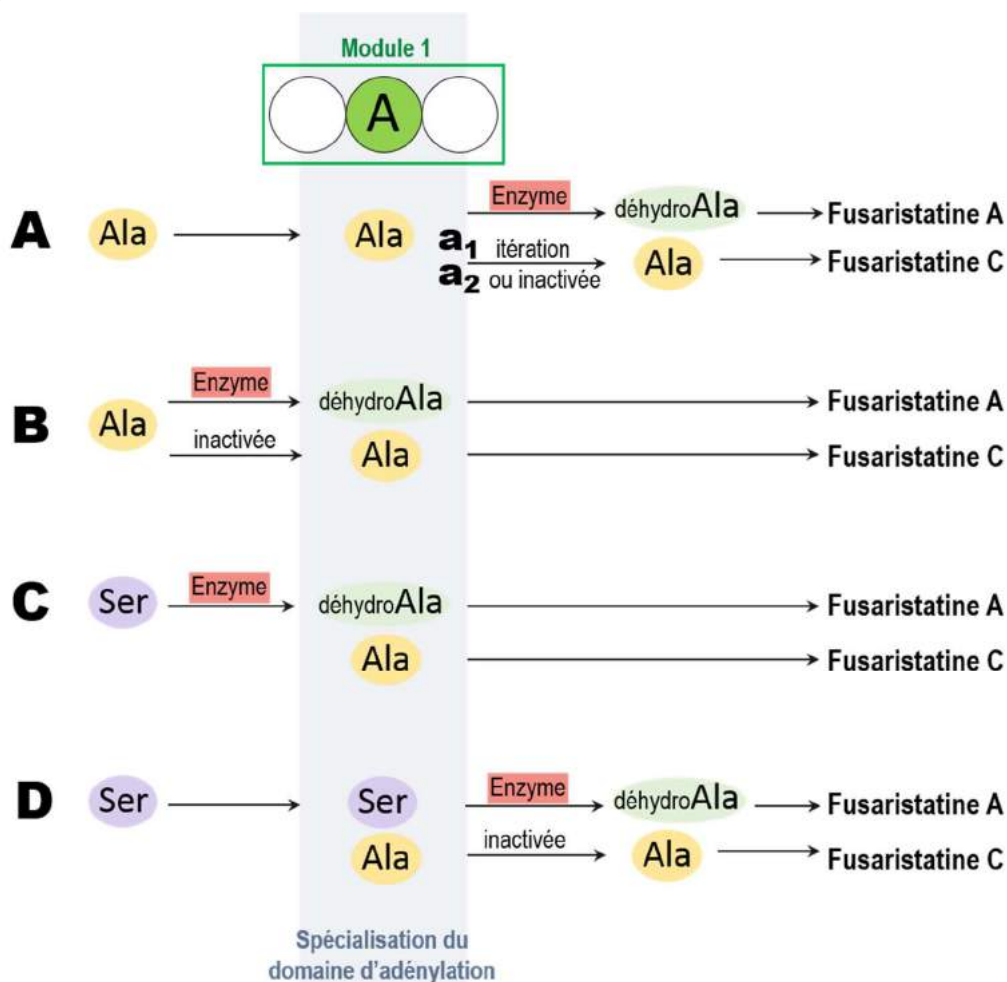 Module 1
A
A
Ala
Ala
Enzyme
déhydroAla
Fusaristatine A
a1
a2
itération
ou inactivée
Ala
Fusaristatine C
B
Ala
Enzyme
déhydroAla
Fusaristatine A
inactivée
Ala
Fusaristatine C
C
Ser
Enzyme
déhydroAla
Fusaristatine A
Ala
Fusaristatine C
D
Ser
Ser
Enzyme
déhydroAla
Fusaristatine A
Ala
inactivée
Ala
Fusaristatine C
Spécialisation du
domaine d'adénylation